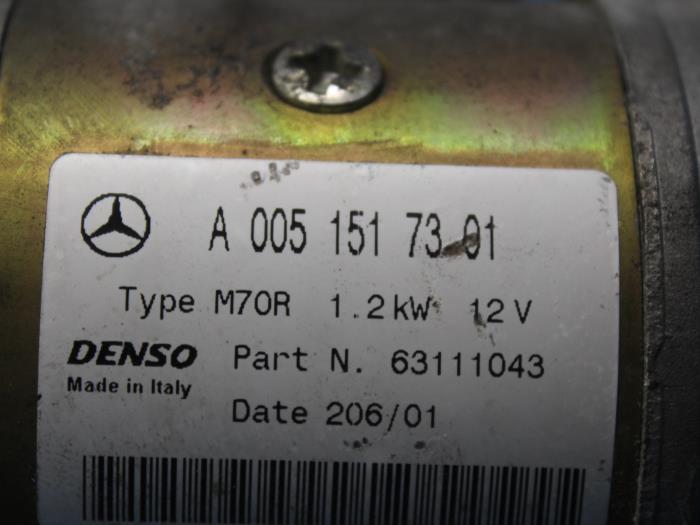 A 005 151 73 01
Type M70R 1.2kW 12V
DENSO Part N. 63111043
Made in Italy
Date 206/01